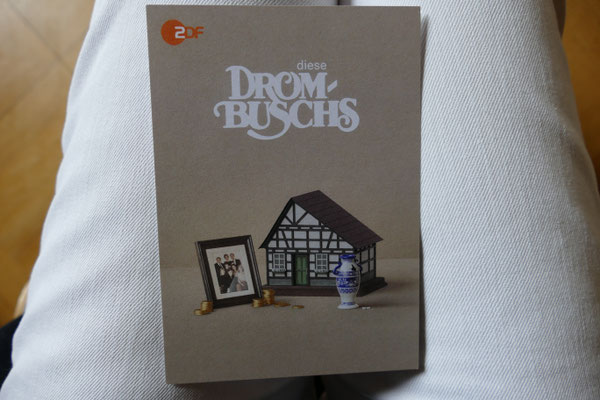 2DF
diese
DROM-
BUSCHS